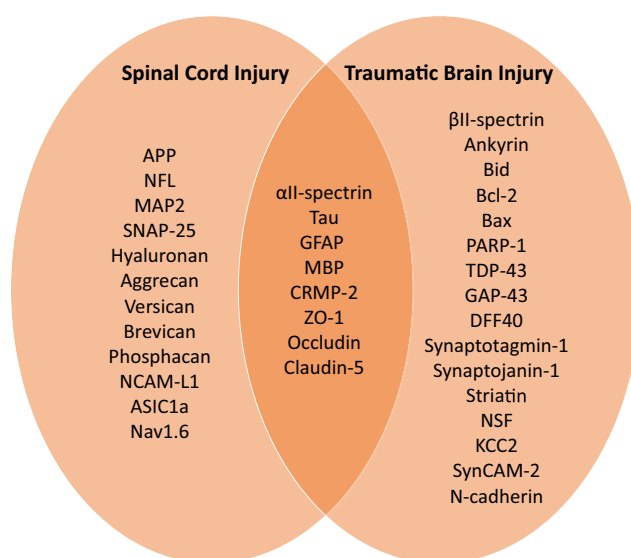 Spinal Cord Injury
Traumatic Brain Injury
APP
NFL
MAP2
SNAP-25
Hyaluronan
Aggrecan
Versican
Brevican
Phosphacan
NCAM-L1
ASIC1a
Nav1.6
αII-spectrin
Tau
GFAP
MBP
CRMP-2
ZO-1
Occludin
Claudin-5
βII-spectrin
Ankyrin
Bid
Bcl-2
Bax
PARP-1
TDP-43
GAP-43
DFF40
Synaptotagmin-1
Synaptojanin-1
Striatin
NSF
KCC2
SynCAM-2
N-cadherin